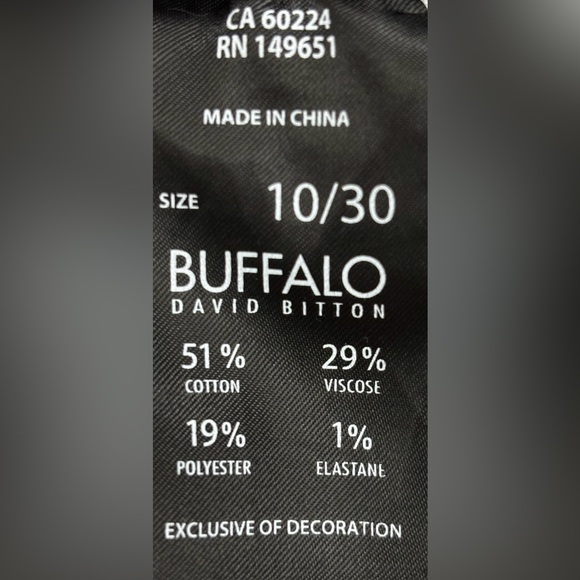 CA 60224
RN 149651
MADE IN CHINA
SIZE 10/30
BUFFALO
DAVID BITTON
51% 29%
COTTON VISCOSE
19% 1%
POLYESTER ELASTANE
EXCLUSIVE OF DECORATION